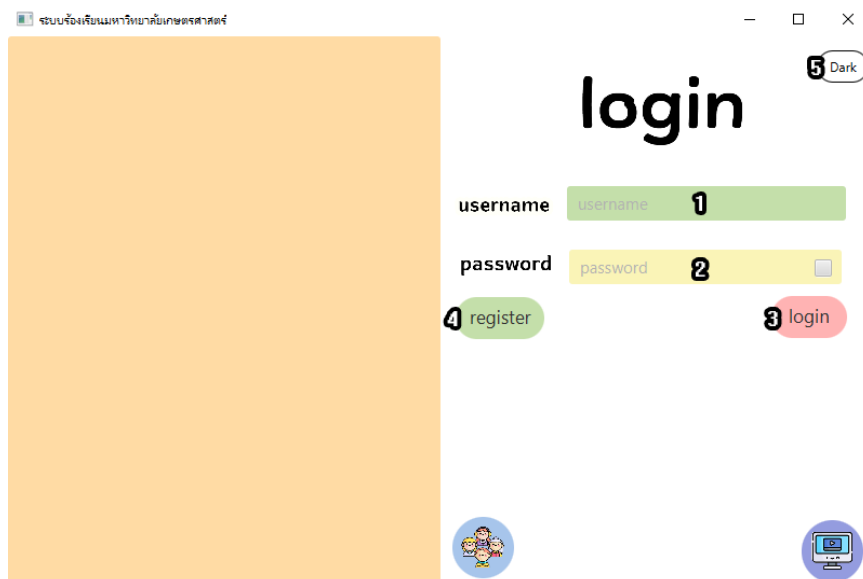 ระบบร้องเรียนมหาวิทยาลัยเกษตรศาสตร์
5 Dark
login
username username 1
password password 2
4 register 3 login